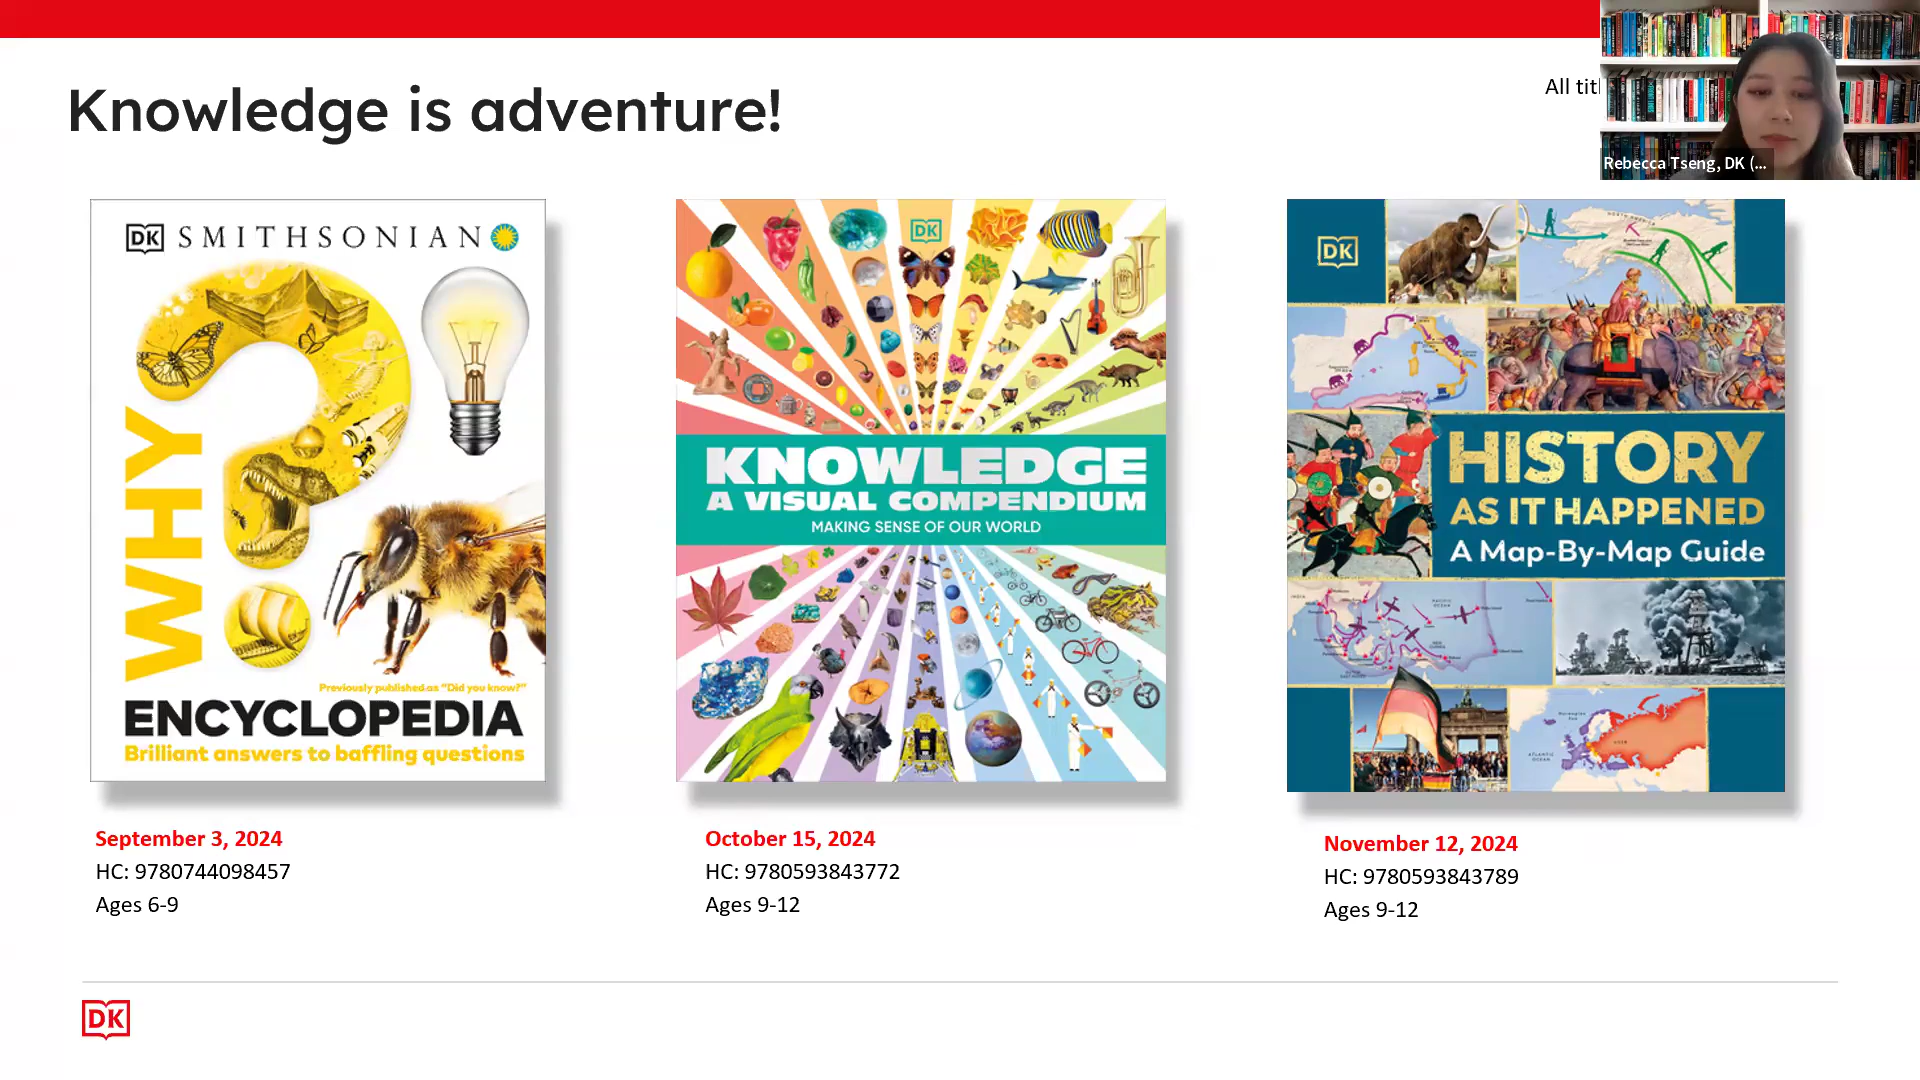 Knowledge is adventure!
All titl
Rebecca Tseng, DK (...
DK SMITHSONIAN
WHY
Previously published as "Did you know?"
ENCYCLOPEDIA
Brilliant answers to baffling questions
September 3, 2024
HC: 9780744098457
Ages 6-9
DK
KNOWLEDGE
A VISUAL COMPENDIUM
MAKING SENSE OF OUR WORLD
October 15, 2024
HC: 9780593843772
Ages 9-12
DK
HISTORY
AS IT HAPPENED
A Map-By-Map Guide
November 12, 2024
HC: 9780593843789
Ages 9-12
DK